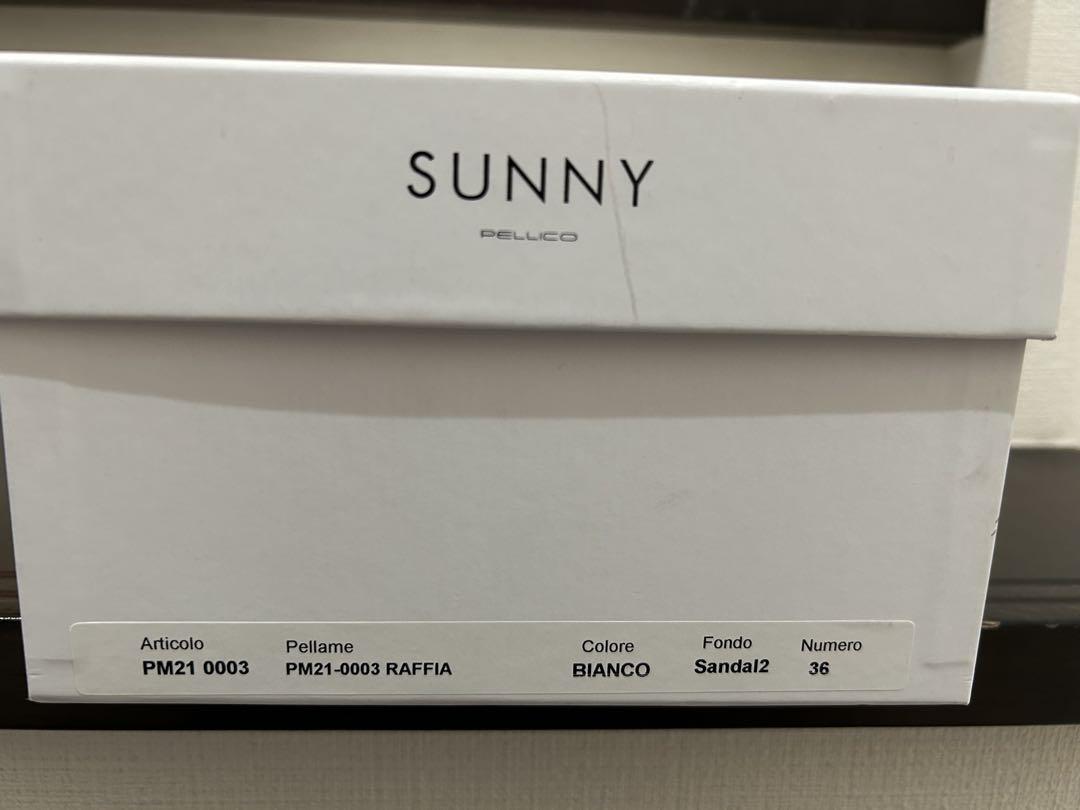 SUNNY
PELLICO
Articolo Pellame Colore Fondo Numero
PM21 0003 PM21-0003 RAFFIA BIANCO Sandal2 36